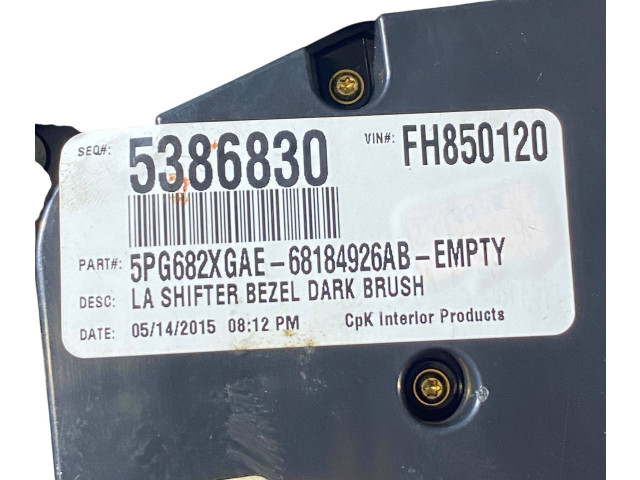 SEQ#: 5386830 VIN#: FH850120
PART#: 5PG682XGAE-68184926AB-EMPTY
DESC: LA SHIFTER BEZEL DARK BRUSH
DATE: 05/14/2015 08:12 PM CpK Interior Products